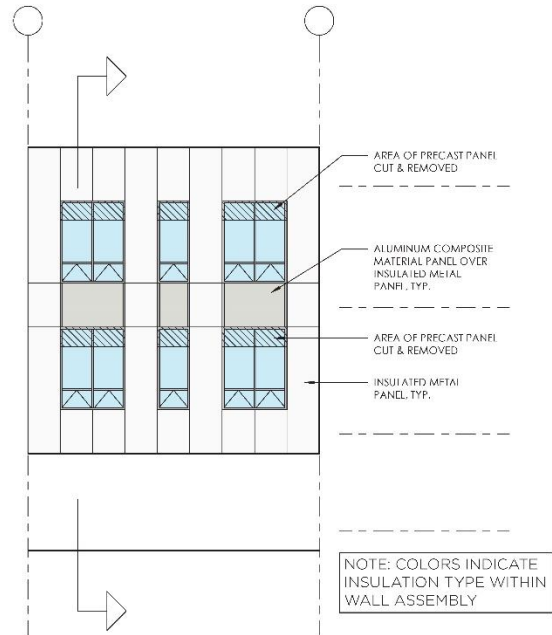 AREA OF PRECAST PANEL
CUT & REMOVED
ALUMINUM COMPOSITE
MATERIAL PANEL OVER
INSULATED METAL
PANEL, TYP.
AREA OF PRECAST PANEL
CUT & REMOVED
INSULATED METAL
PANEL, TYP.
NOTE: COLORS INDICATE
INSULATION TYPE WITHIN
WALL ASSEMBLY